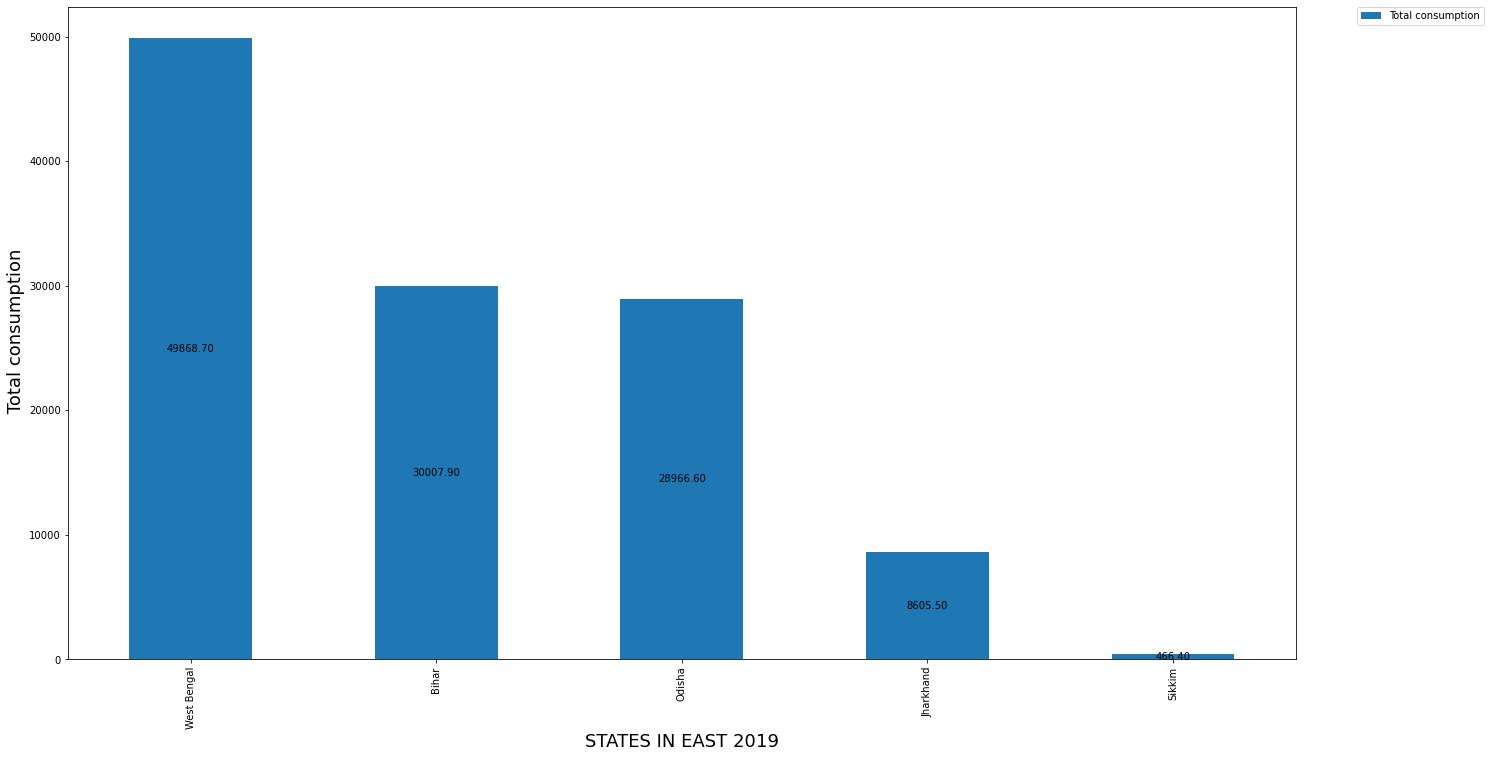 Total consumption
50000
40000
30000
20000
10000
0
Total consumption
49868.70
30007.90
28966.60
8605.50
466.40
West Bengal
Bihar
Odisha
Jharkhand
Sikkim
STATES IN EAST 2019